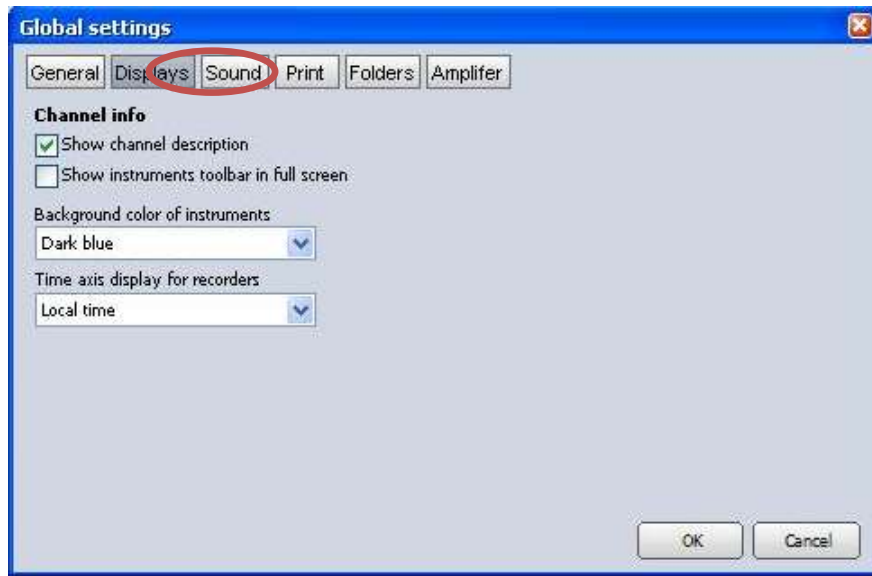 Global settings
General Displays Sound Print Folders Amplifer
Channel info
Show channel description
Show instruments toolbar in full screen
Background color of instruments
Dark blue
Time axis display for recorders
Local time
OK Cancel